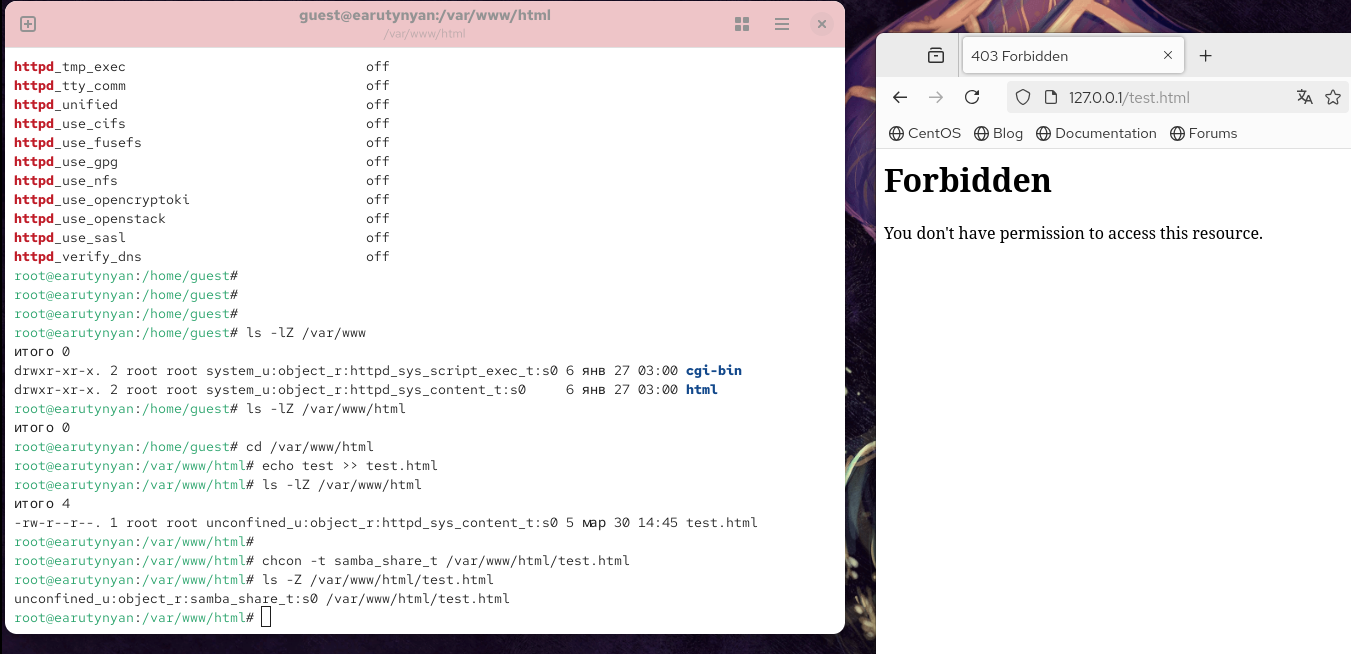 guest@earutynyan:/var/www/html
/var/www/html
httpd_tmp_exec off
httpd_tty_comm off
httpd_unified off
httpd_use_cifs off
httpd_use_fusefs off
httpd_use_gpg off
httpd_use_nfs off
httpd_use_opencryptoki off
httpd_use_openstack off
httpd_use_sasl off
httpd_verify_dns off
root@earutynyan:/home/guest#
root@earutynyan:/home/guest#
root@earutynyan:/home/guest#
root@earutynyan:/home/guest# ls -lZ /var/www
итого 0
drwxr-xr-x. 2 root root system_u:object_r:httpd_sys_script_exec_t:s0 6 янв 27 03:00 cgi-bin
drwxr-xr-x. 2 root root system_u:object_r:httpd_sys_content_t:s0 6 янв 27 03:00 html
root@earutynyan:/home/guest# ls -lZ /var/www/html
итого 0
root@earutynyan:/home/guest# cd /var/www/html
root@earutynyan:/var/www/html# echo test >> test.html
root@earutynyan:/var/www/html# ls -lZ /var/www/html
итого 4
-rw-r--r--. 1 root root unconfined_u:object_r:httpd_sys_content_t:s0 5 мар 30 14:45 test.html
root@earutynyan:/var/www/html#
root@earutynyan:/var/www/html# chcon -t samba_share_t /var/www/html/test.html
root@earutynyan:/var/www/html# ls -Z /var/www/html/test.html
unconfined_u:object_r:samba_share_t:s0 /var/www/html/test.html
root@earutynyan:/var/www/html#
403 Forbidden
127.0.0.1/test.html
CentOS Blog Documentation Forums
Forbidden
You don't have permission to access this resource.